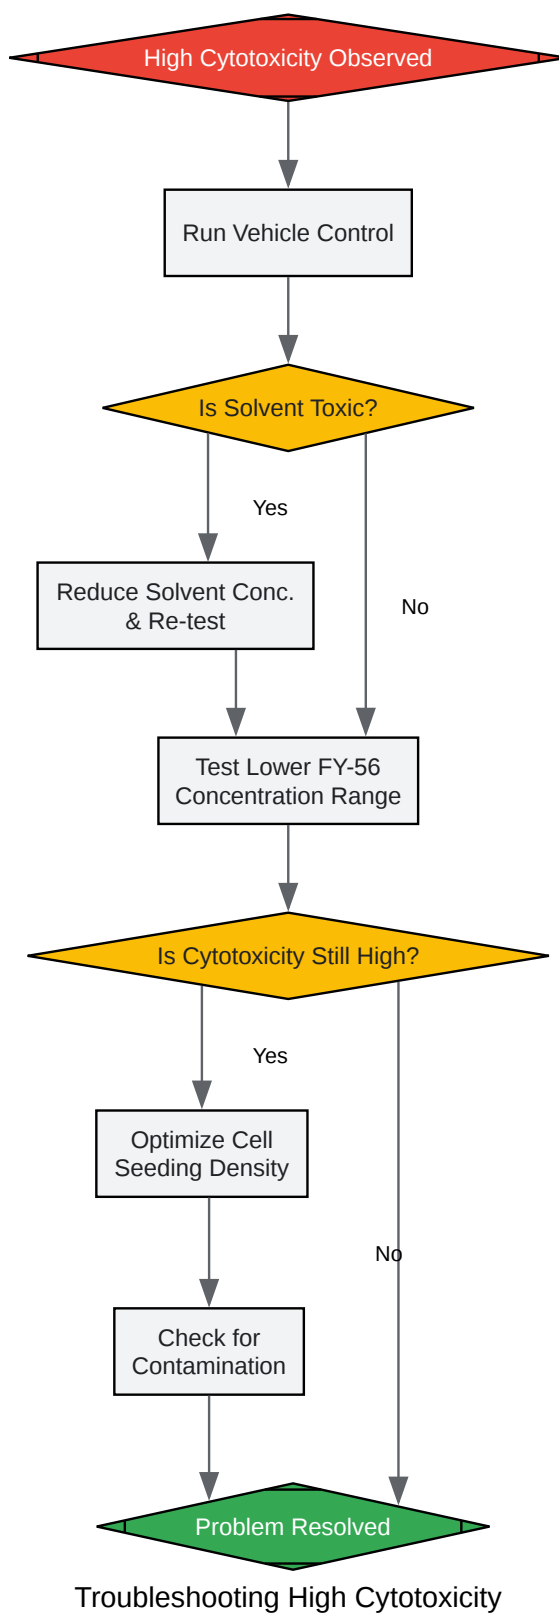 High Cytotoxicity Observed
Run Vehicle Control
Is Solvent Toxic?
Yes
Reduce Solvent Conc.
& Re-test
No
Test Lower FY-56
Concentration Range
Is Cytotoxicity Still High?
Yes
Optimize Cell
Seeding Density
No
Check for
Contamination
Problem Resolved
Troubleshooting High Cytotoxicity